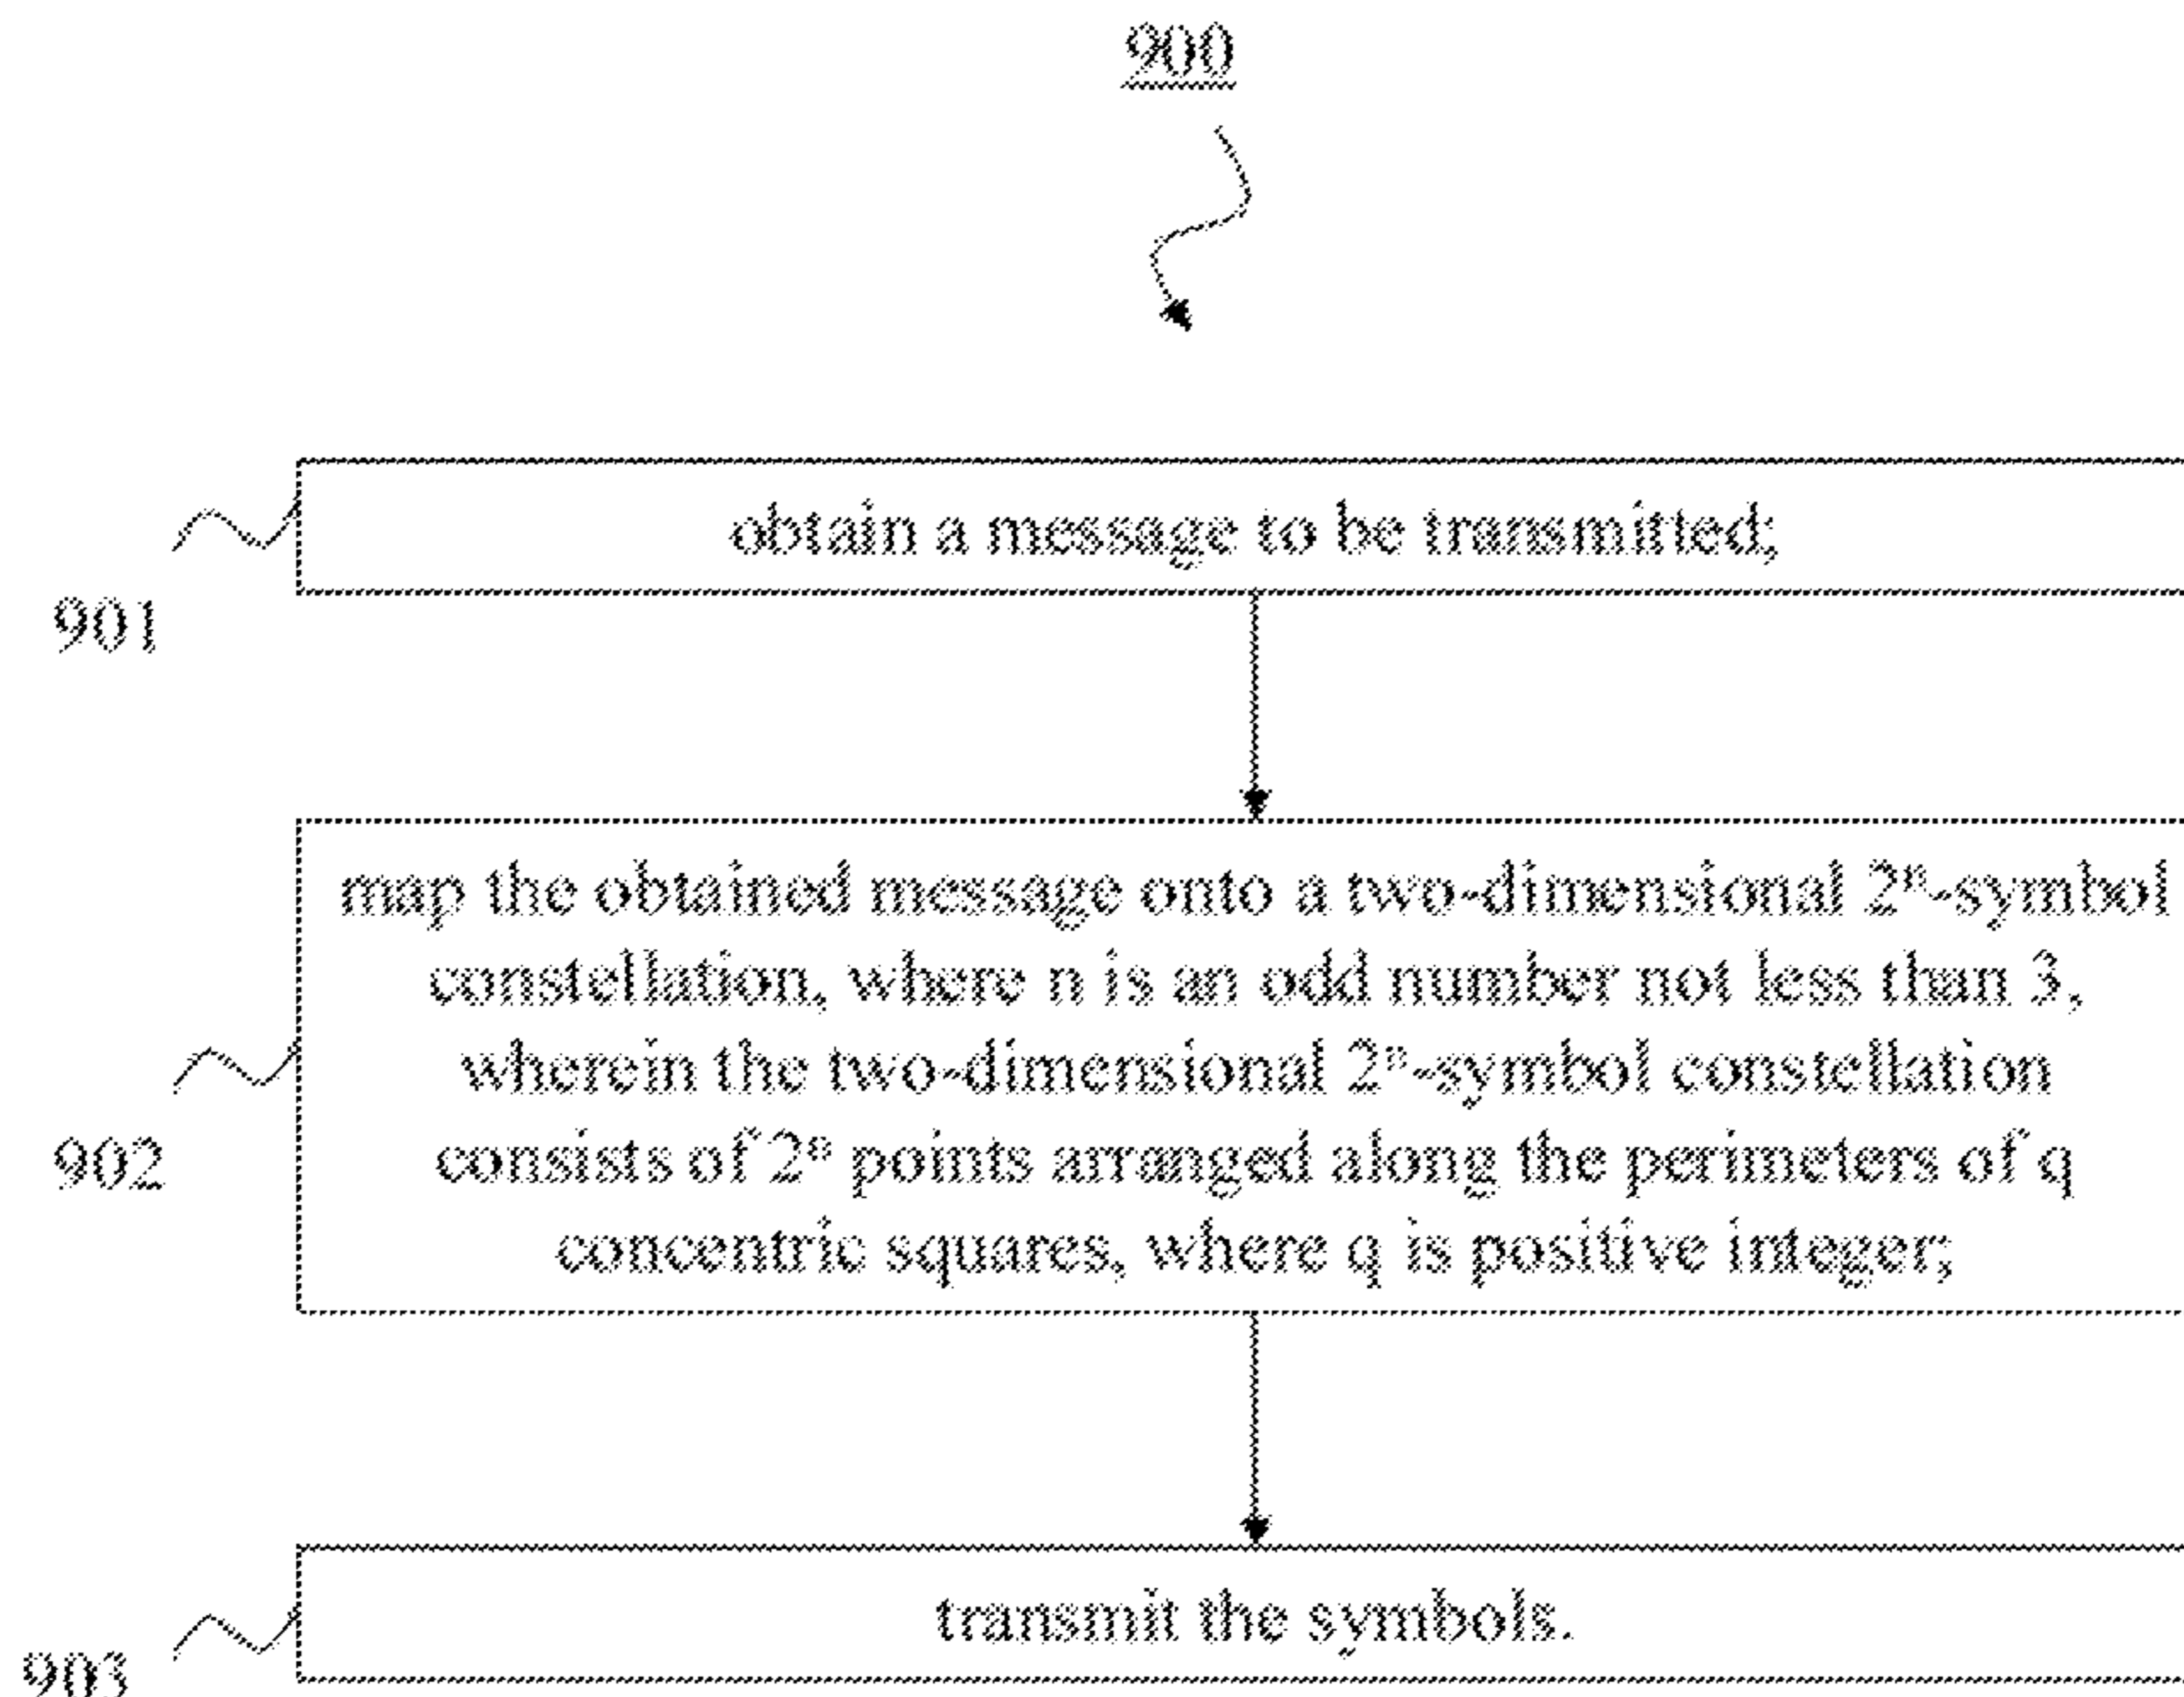 900
obtain a message to be transmitted;
901
map the obtained message onto a two-dimensional 2ⁿ-symbol
constellation, where n is an odd number not less than 3,
wherein the two-dimensional 2ⁿ-symbol constellation
consists of 2ⁿ points arranged along the perimeters of q
concentric squares, where q is positive integer;
902
transmit the symbols.
903